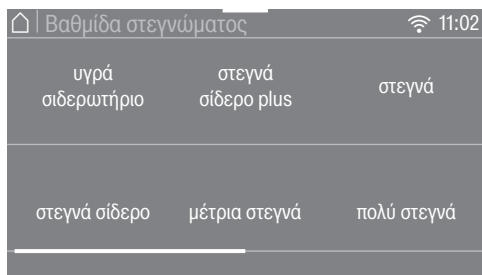 Βαθμίδα στεγνώματος 11:02
υγρά
σιδερωτήριο
στεγνά
σίδερο plus
στεγνά
στεγνά σίδερο
μέτρια στεγνά
πολύ στεγνά